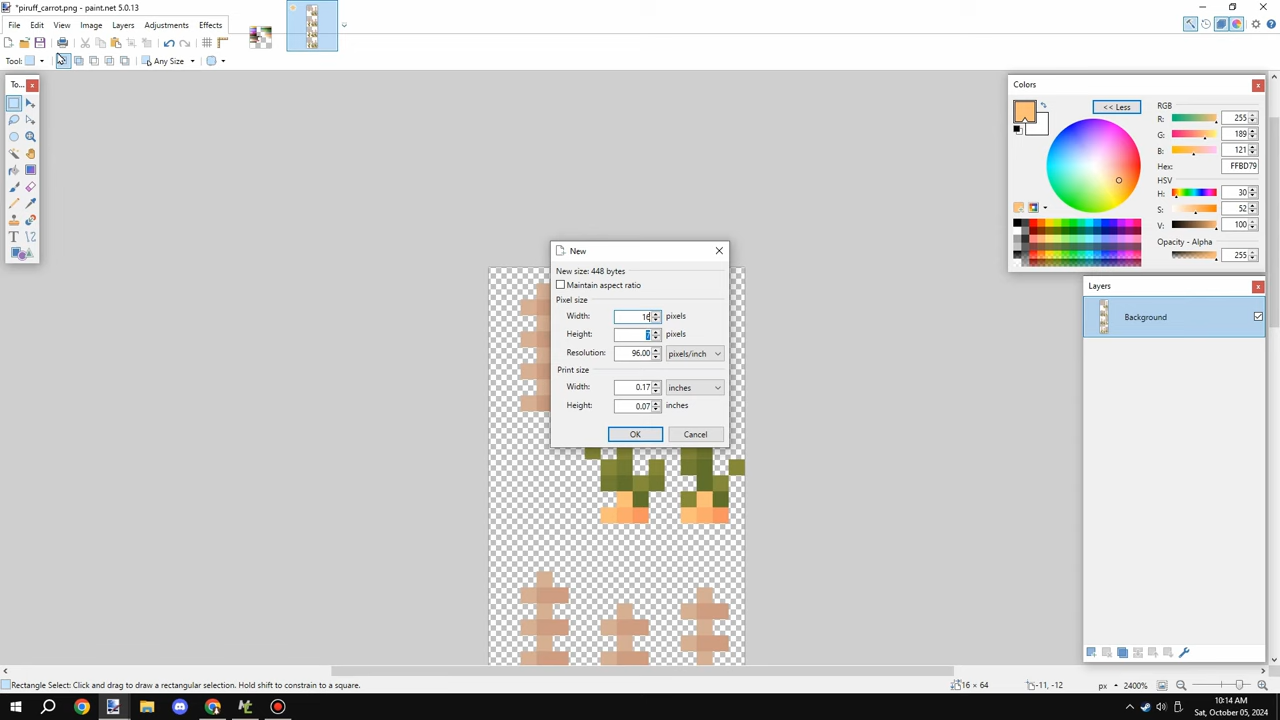 *piruff_carrot.png - paint.net 5.0.13
File Edit View Image Layers Adjustments Effects
Tool: Any Size
To...
Colors
<< Less
RGB
R: 255
G: 189
B: 121
Hex: FFBD79
HSV
H: 30
S: 52
V: 100
Opacity - Alpha
255
New
New size: 448 bytes
Maintain aspect ratio
Pixel size
Width: 16 pixels
Height: 7 pixels
Resolution: 96.00 pixels/inch
Print size
Width: 0.17 inches
Height: 0.07 inches
OK Cancel
Layers
Background
Rectangle Select: Click and drag to draw a rectangular selection. Hold shift to constrain to a square.
16 × 64
-11, -12
px
2400%
10:14 AM
Sat, October 05, 2024